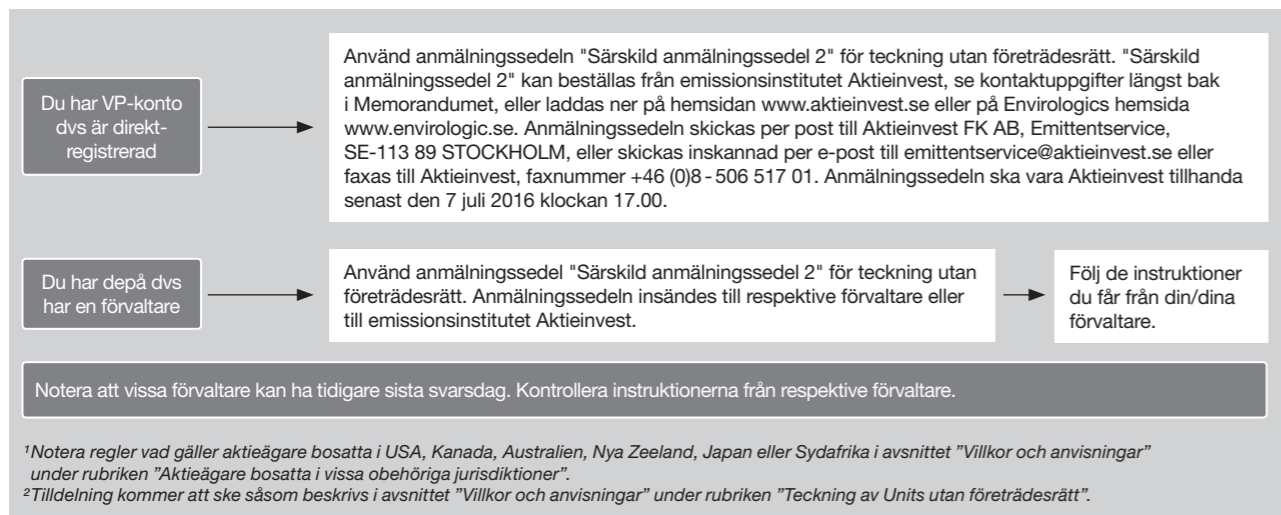 Du har VP-konto
dvs är direkt-
registrerad
Använd anmälningssedeln "Särskild anmälningssedel 2" för teckning utan företrädesrätt. "Särskild
anmälningssedel 2" kan beställas från emissionsinstitutet Aktieinvest, se kontaktuppgifter längst bak
i Memorandumet, eller laddas ner på hemsidan www.aktieinvest.se eller på Envirologics hemsida
www.envirologic.se. Anmälningssedeln skickas per post till Aktieinvest FK AB, Emittentservice,
SE-113 89 STOCKHOLM, eller skickas inskannad per e-post till emittentservice@aktieinvest.se eller
faxas till Aktieinvest, faxnummer +46 (0)8 - 506 517 01. Anmälningssedeln ska vara Aktieinvest tillhanda
senast den 7 juli 2016 klockan 17.00.
Du har depå dvs
har en förvaltare
Använd anmälningssedel "Särskild anmälningssedel 2" för teckning utan
företrädesrätt. Anmälningssedeln insändes till respektive förvaltare eller
till emissionsinstitutet Aktieinvest.
Följ de instruktioner
du får från din/dina
förvaltare.
Notera att vissa förvaltare kan ha tidigare sista svarsdag. Kontrollera instruktionerna från respektive förvaltare.
¹Notera regler vad gäller aktieägare bosatta i USA, Kanada, Australien, Nya Zeeland, Japan eller Sydafrika i avsnittet ”Villkor och anvisningar”
under rubriken ”Aktieägare bosatta i vissa obehöriga jurisdiktioner”.
²Tilldelning kommer att ske såsom beskrivs i avsnittet ”Villkor och anvisningar” under rubriken ”Teckning av Units utan företrädesrätt”.